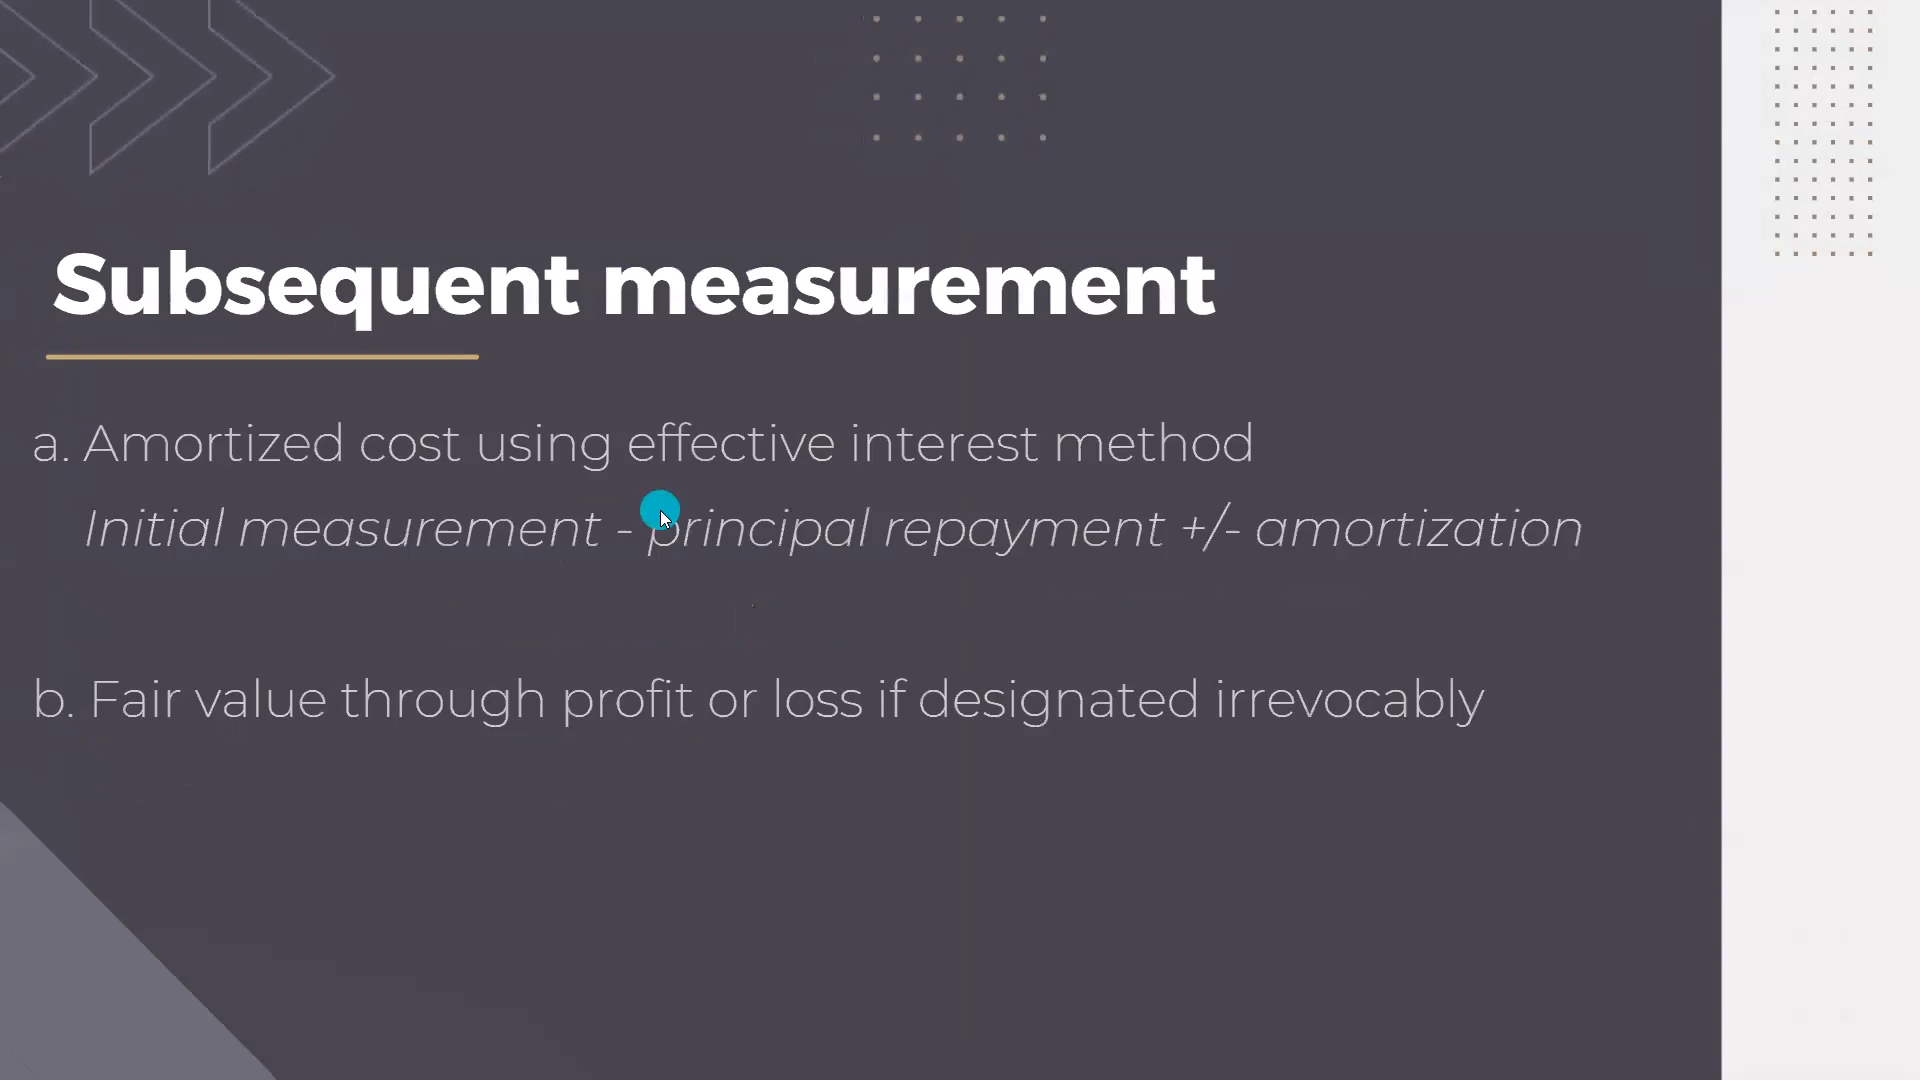 Subsequent measurement
a. Amortized cost using effective interest method
Initial measurement - principal repayment +/- amortization
b. Fair value through profit or loss if designated irrevocably